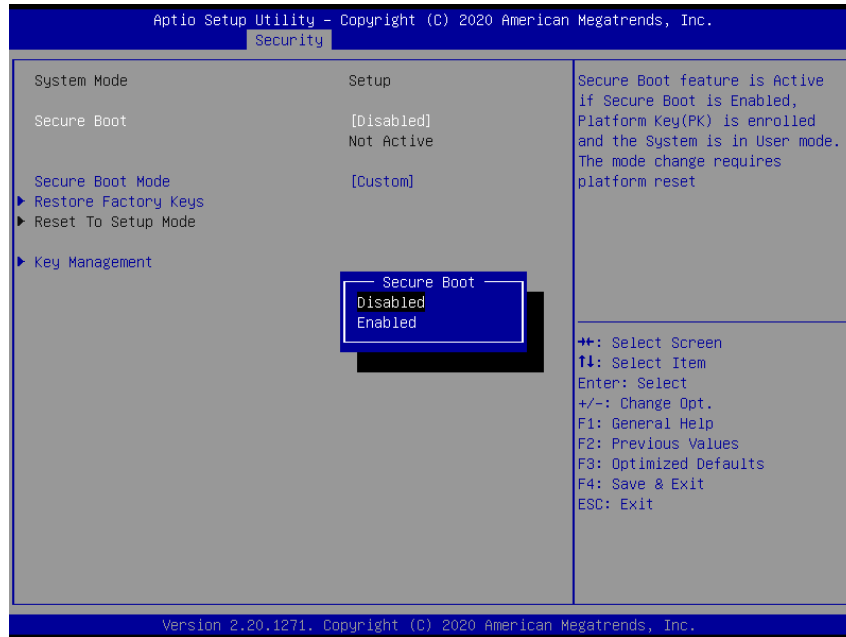 Aptio Setup Utility – Copyright (C) 2020 American Megatrends, Inc.
Security
System Mode Setup
Secure Boot [Disabled]
Not Active
Secure Boot Mode [Custom]
Restore Factory Keys
Reset To Setup Mode
Key Management
Secure Boot
Disabled
Enabled
Secure Boot feature is Active
if Secure Boot is Enabled,
Platform Key(PK) is enrolled
and the System is in User mode.
The mode change requires
platform reset
→←: Select Screen
↑↓: Select Item
Enter: Select
+/-: Change Opt.
F1: General Help
F2: Previous Values
F3: Optimized Defaults
F4: Save & Exit
ESC: Exit
Version 2.20.1271. Copyright (C) 2020 American Megatrends, Inc.